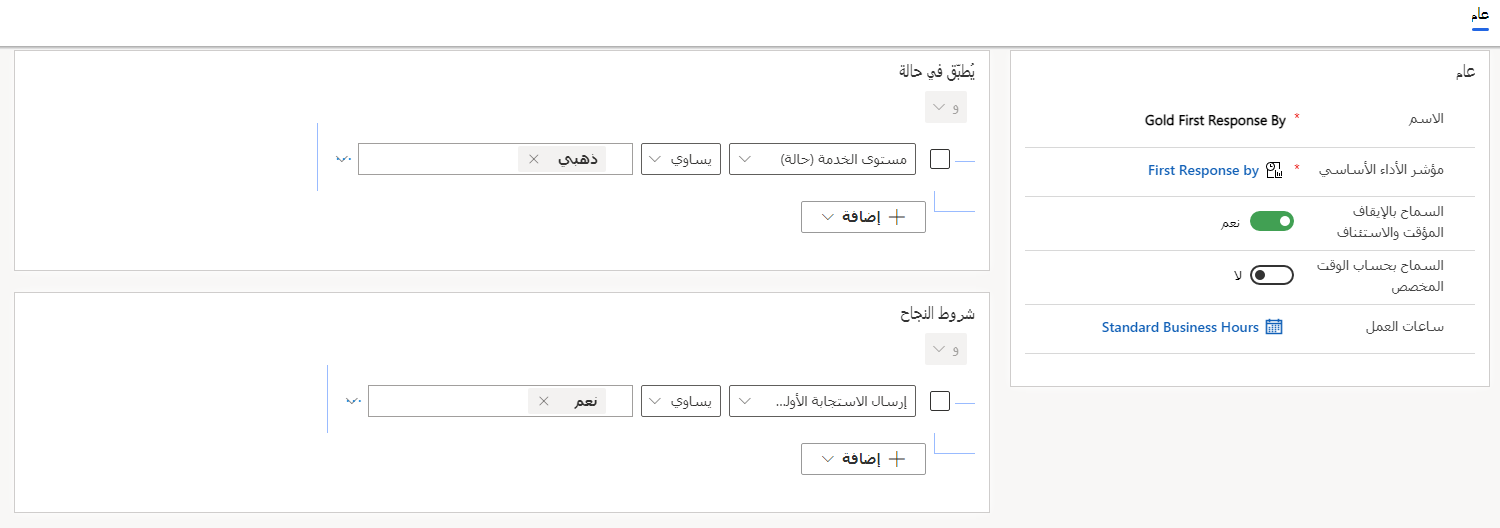 عام
عام
الاسم
*
Gold First Response By
مؤشر الأداء الأساسي
*
First Response by
السماح بالإيقاف
المؤقت والاستئناف
نعم
السماح بحساب الوقت
المخصص
لا
ساعات العمل
Standard Business Hours
يُطبّق في حالة
و
مستوى الخدمة (حالة)
يساوي
ذهبي
إضافة
شروط النجاح
و
إرسال الاستجابة الأول...
يساوي
نعم
إضافة